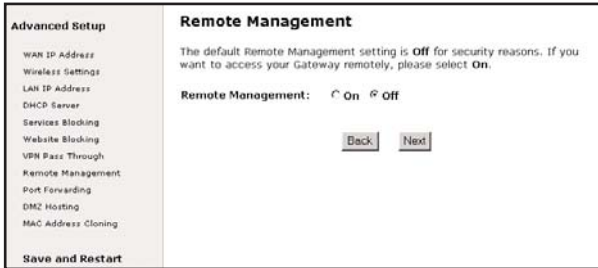 Advanced Setup
WAN IP Address
Wireless Settings
LAN IP Address
DHCP Server
Services Blocking
Website Blocking
VPN Pass Through
Remote Management
Port Forwarding
DMZ Hosting
MAC Address Cloning
Save and Restart
Remote Management
The default Remote Management setting is Off for security reasons. If you
want to access your Gateway remotely, please select On.
Remote Management: On Off
Back Next